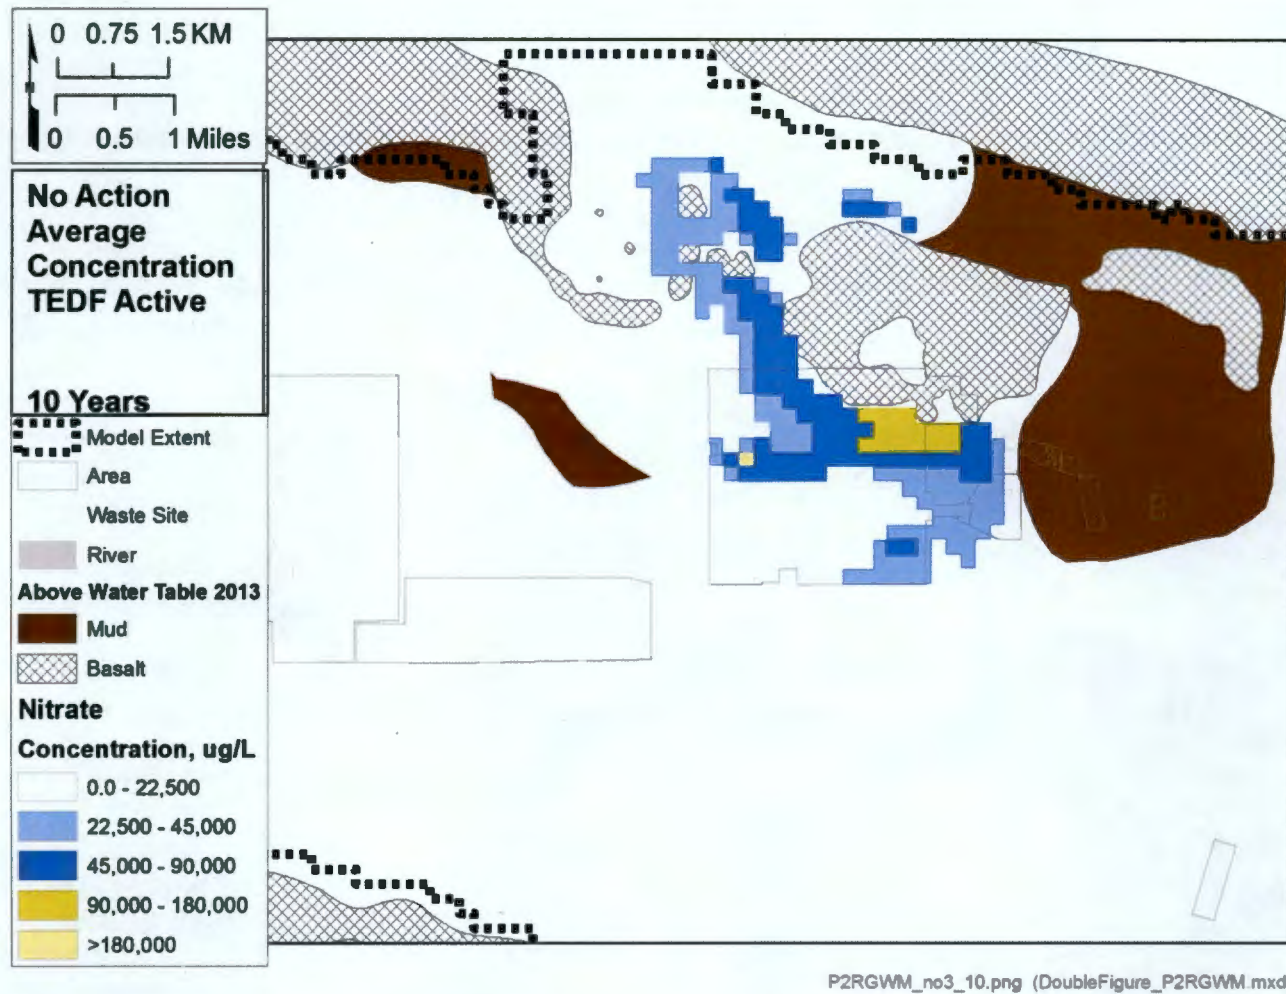 0 0.75 1.5 KM
0 0.5 1 Miles
No Action
Average
Concentration
TEDF Active
10 Years
Model Extent
Area
Waste Site
River
Above Water Table 2013
Mud
Basalt
Nitrate
Concentration, ug/L
0.0 - 22,500
22,500 - 45,000
45,000 - 90,000
90,000 - 180,000
>180,000
P2RGWM_no3_10.png (DoubleFigure_P2RGWM.mxd